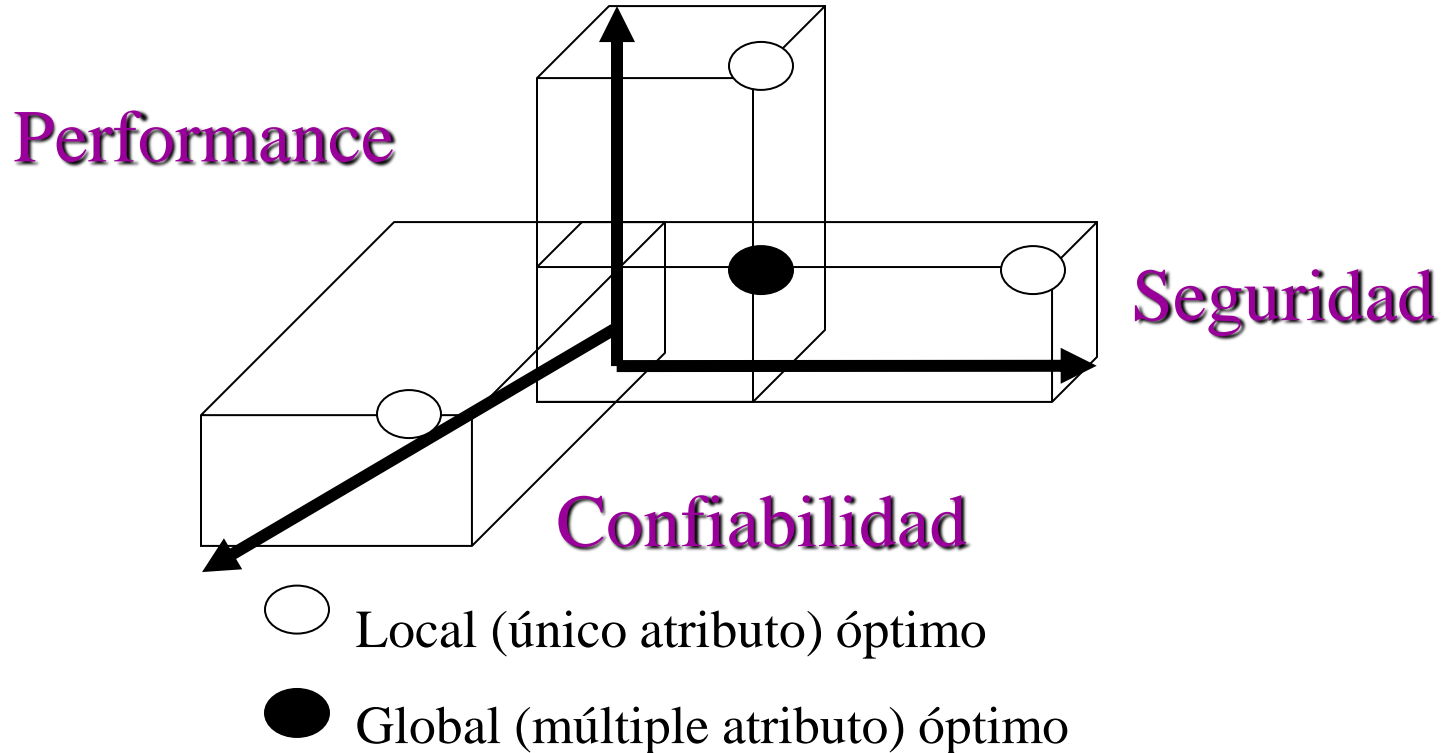 Performance
Seguridad
Confiabilidad
Local (único atributo) óptimo
Global (múltiple atributo) óptimo